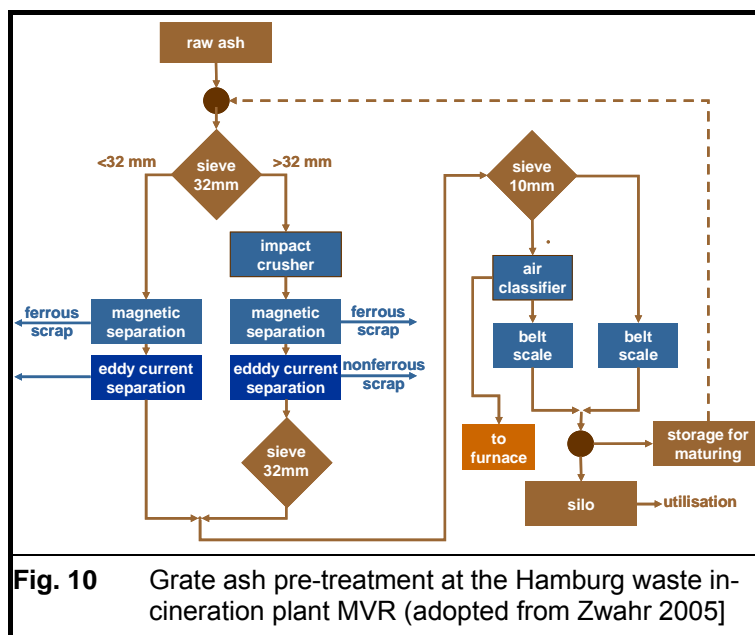 raw ash
<32 mm
sieve
32mm
>32 mm
impact
crusher
ferrous
scrap
magnetic
separation
magnetic
separation
ferrous
scrap
eddy current
separation
edddy current
separation
nonferrous
scrap
sieve
32mm
sieve
10mm
air
classifier
belt
scale
belt
scale
to
furnace
storage for
maturing
silo
utilisation
Fig. 10 Grate ash pre-treatment at the Hamburg waste in-
cineration plant MVR (adopted from Zwahr 2005]